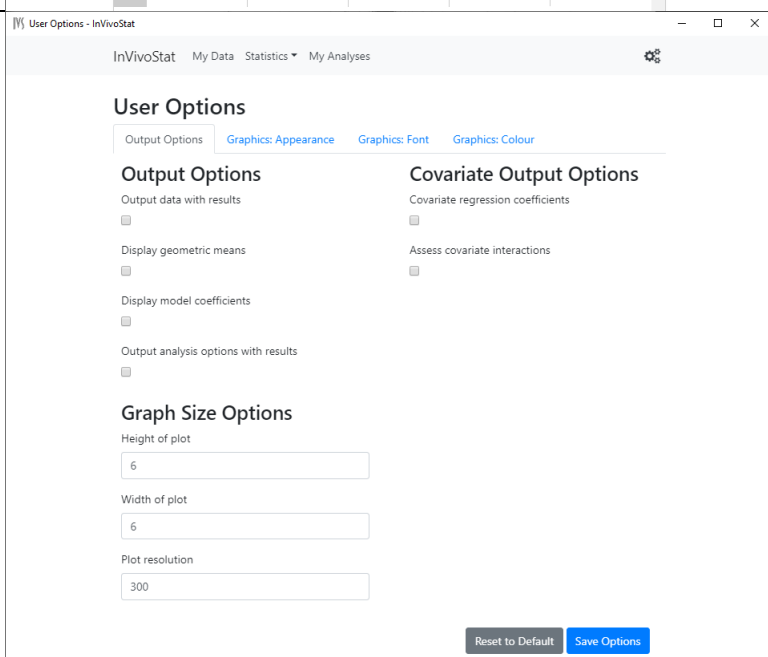 IVS User Options - InVivoStat
InVivoStat My Data Statistics My Analyses
User Options
Output Options Graphics: Appearance Graphics: Font Graphics: Colour
Output Options
Output data with results
Display geometric means
Display model coefficients
Output analysis options with results
Covariate Output Options
Covariate regression coefficients
Assess covariate interactions
Graph Size Options
Height of plot
6
Width of plot
6
Plot resolution
300
Reset to Default Save Options